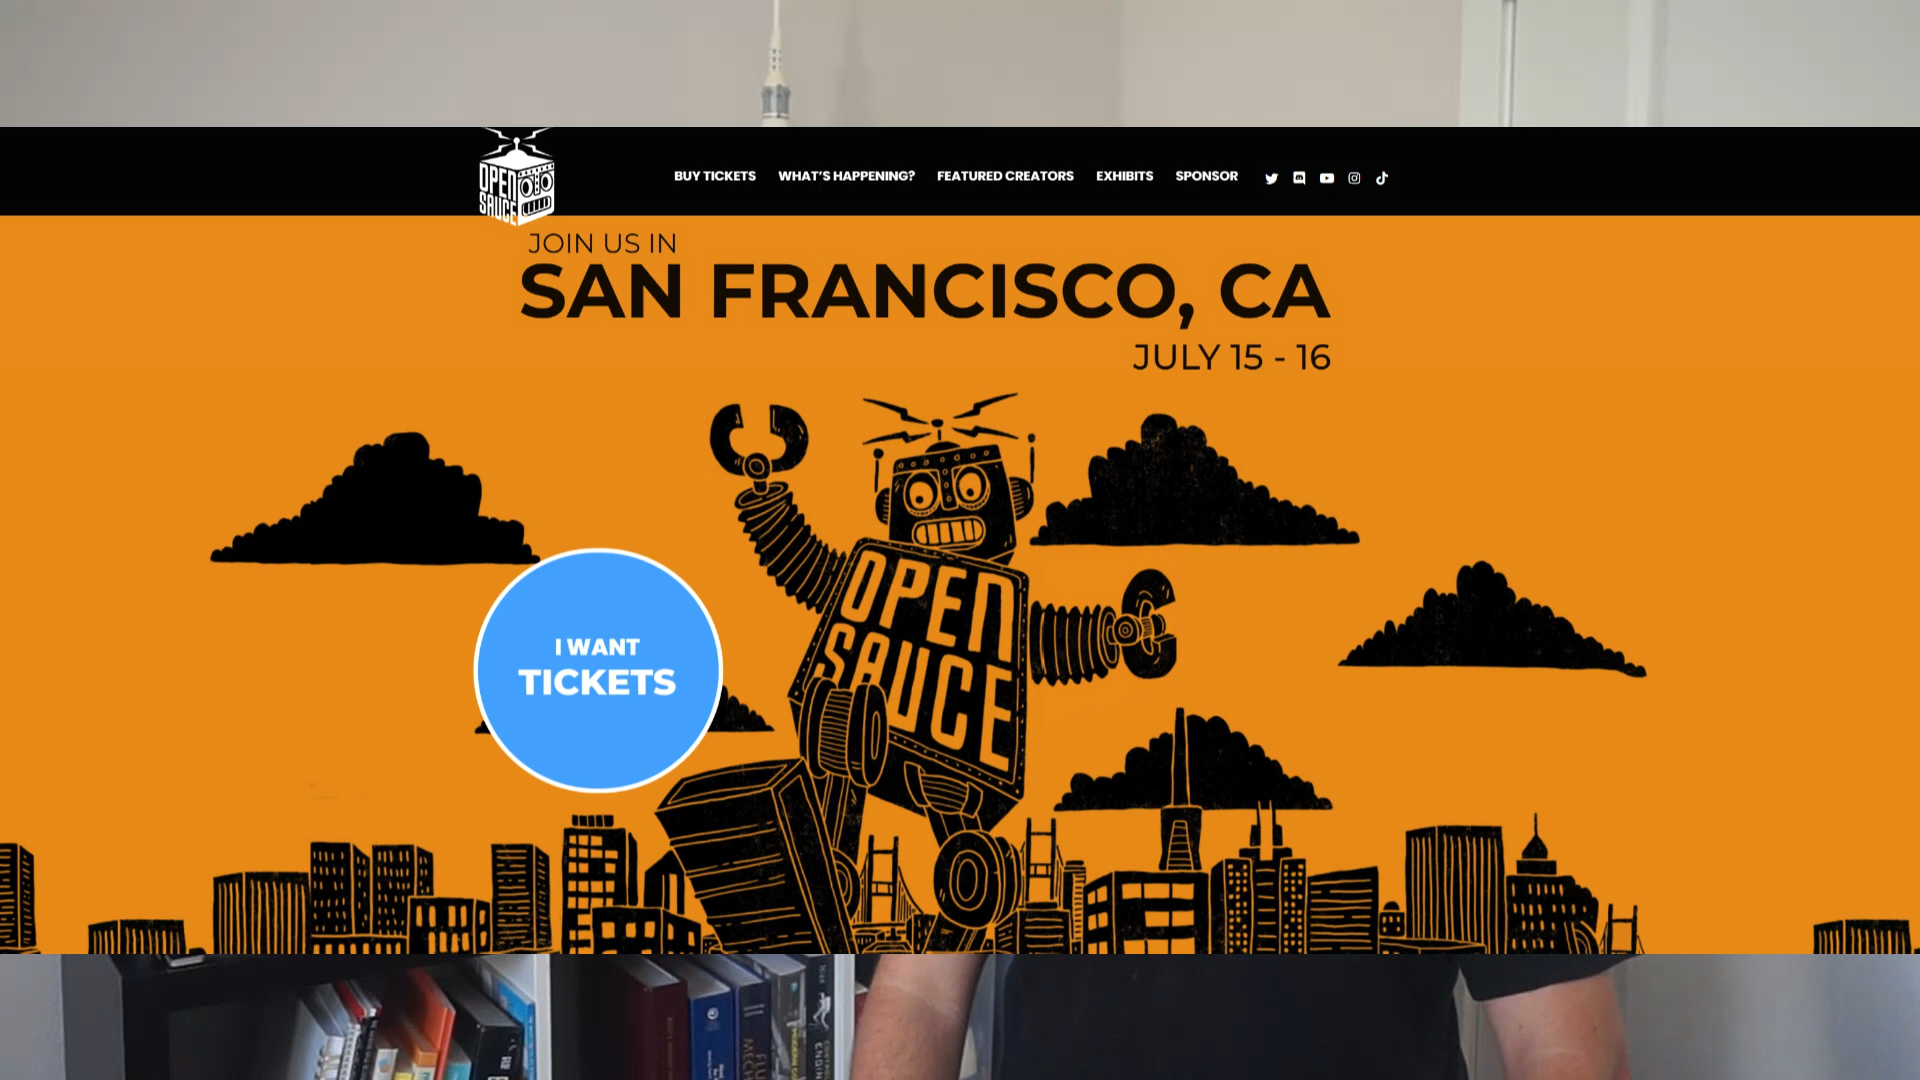 OPEN
SAUCE
BUY TICKETS
WHAT'S HAPPENING?
FEATURED CREATORS
EXHIBITS
SPONSOR
JOIN US IN
SAN FRANCISCO, CA
JULY 15 - 16
OPEN
SAUCE
I WANT
TICKETS